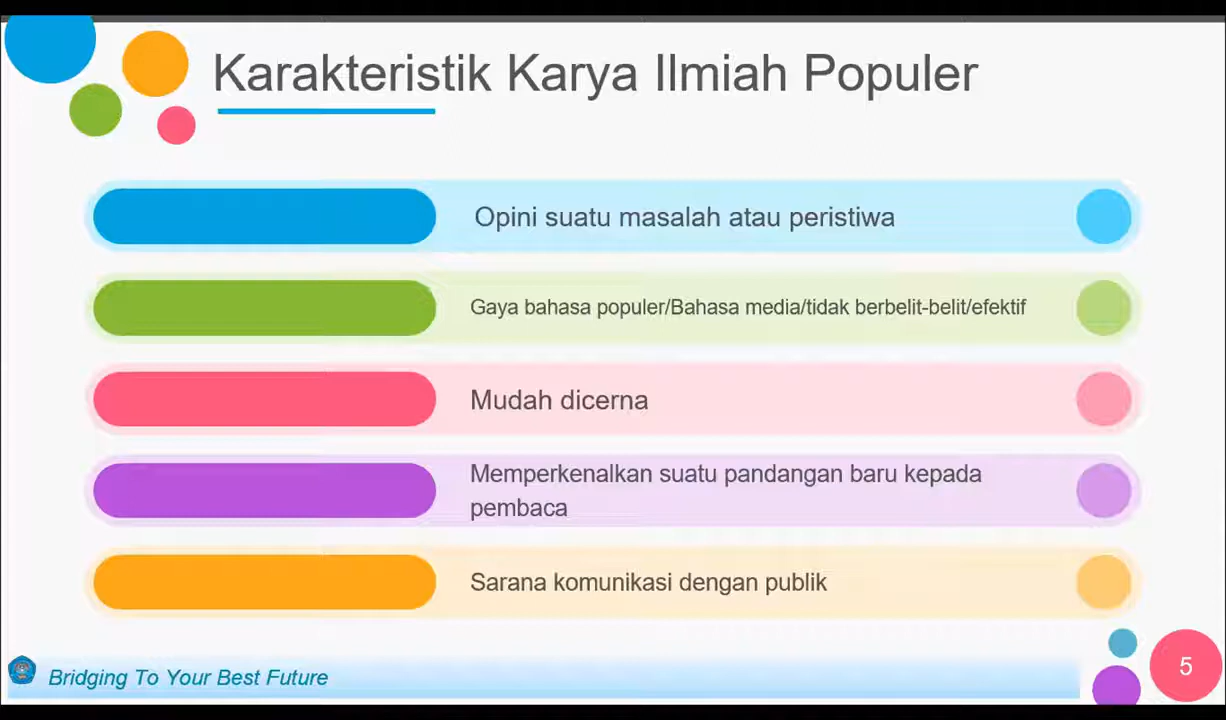 Karakteristik Karya Ilmiah Populer
Opini suatu masalah atau peristiwa
Gaya bahasa populer/Bahasa media/tidak berbelit-belit/efektif
Mudah dicerna
Memperkenalkan suatu pandangan baru kepada
pembaca
Sarana komunikasi dengan publik
Bridging To Your Best Future
5